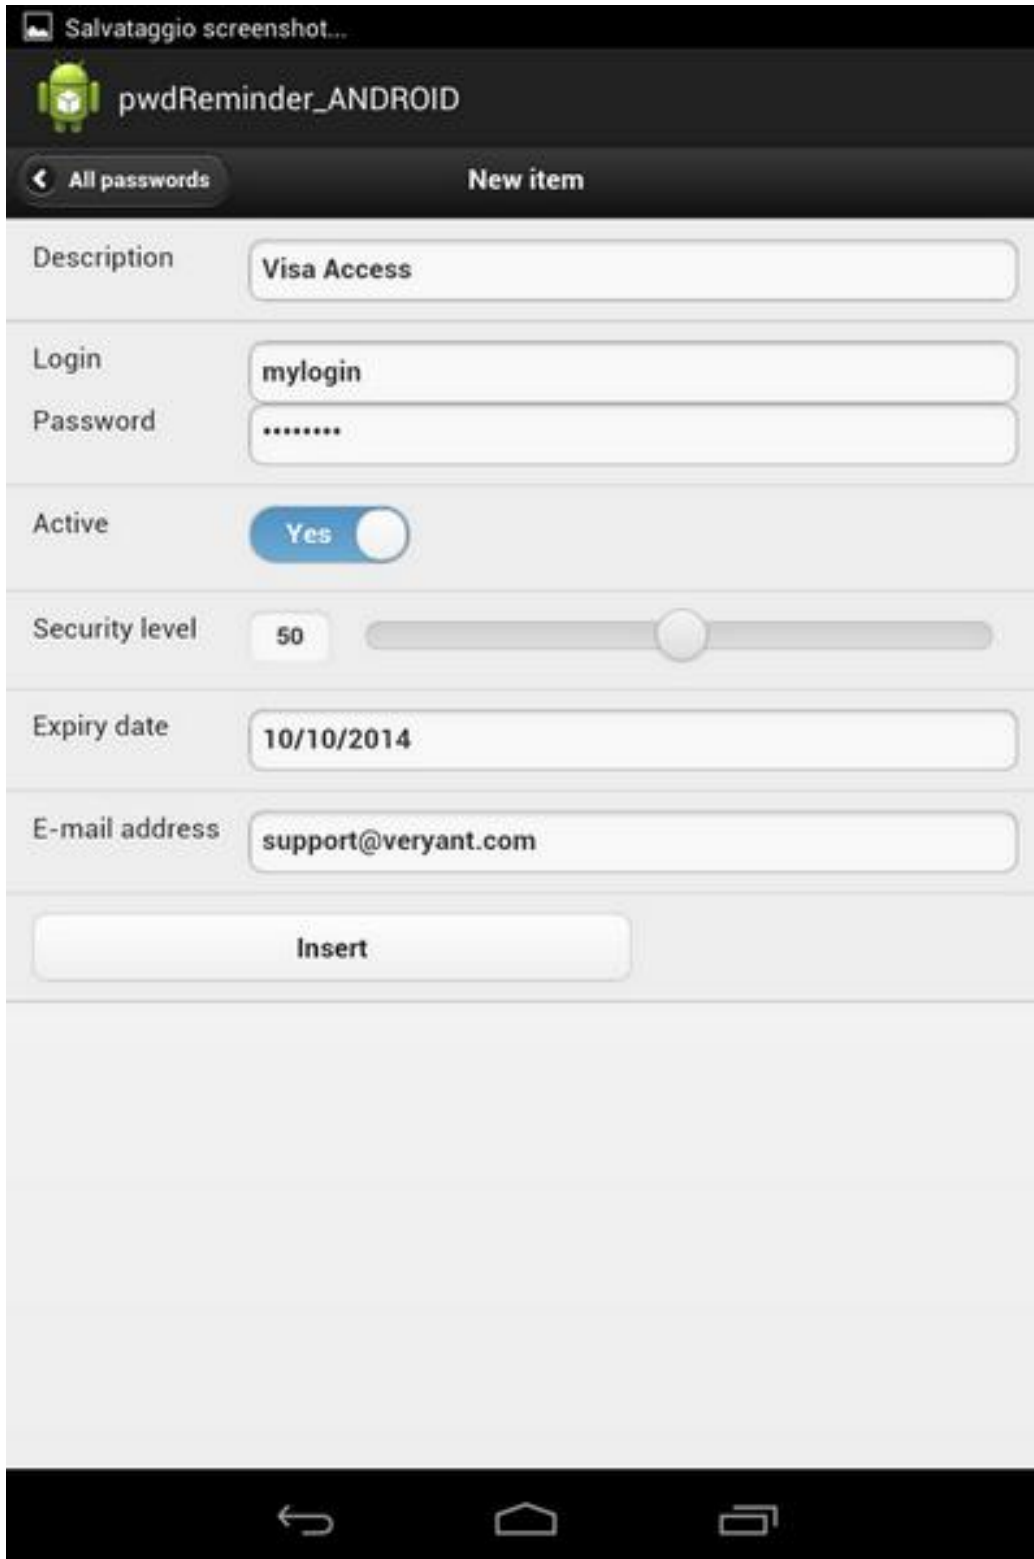 Salvataggio screenshot...
pwdReminder_ANDROID
All passwords New item
Description Visa Access
Login mylogin
Password ••••••••
Active Yes
Security level 50
Expiry date 10/10/2014
E-mail address support@veryant.com
Insert